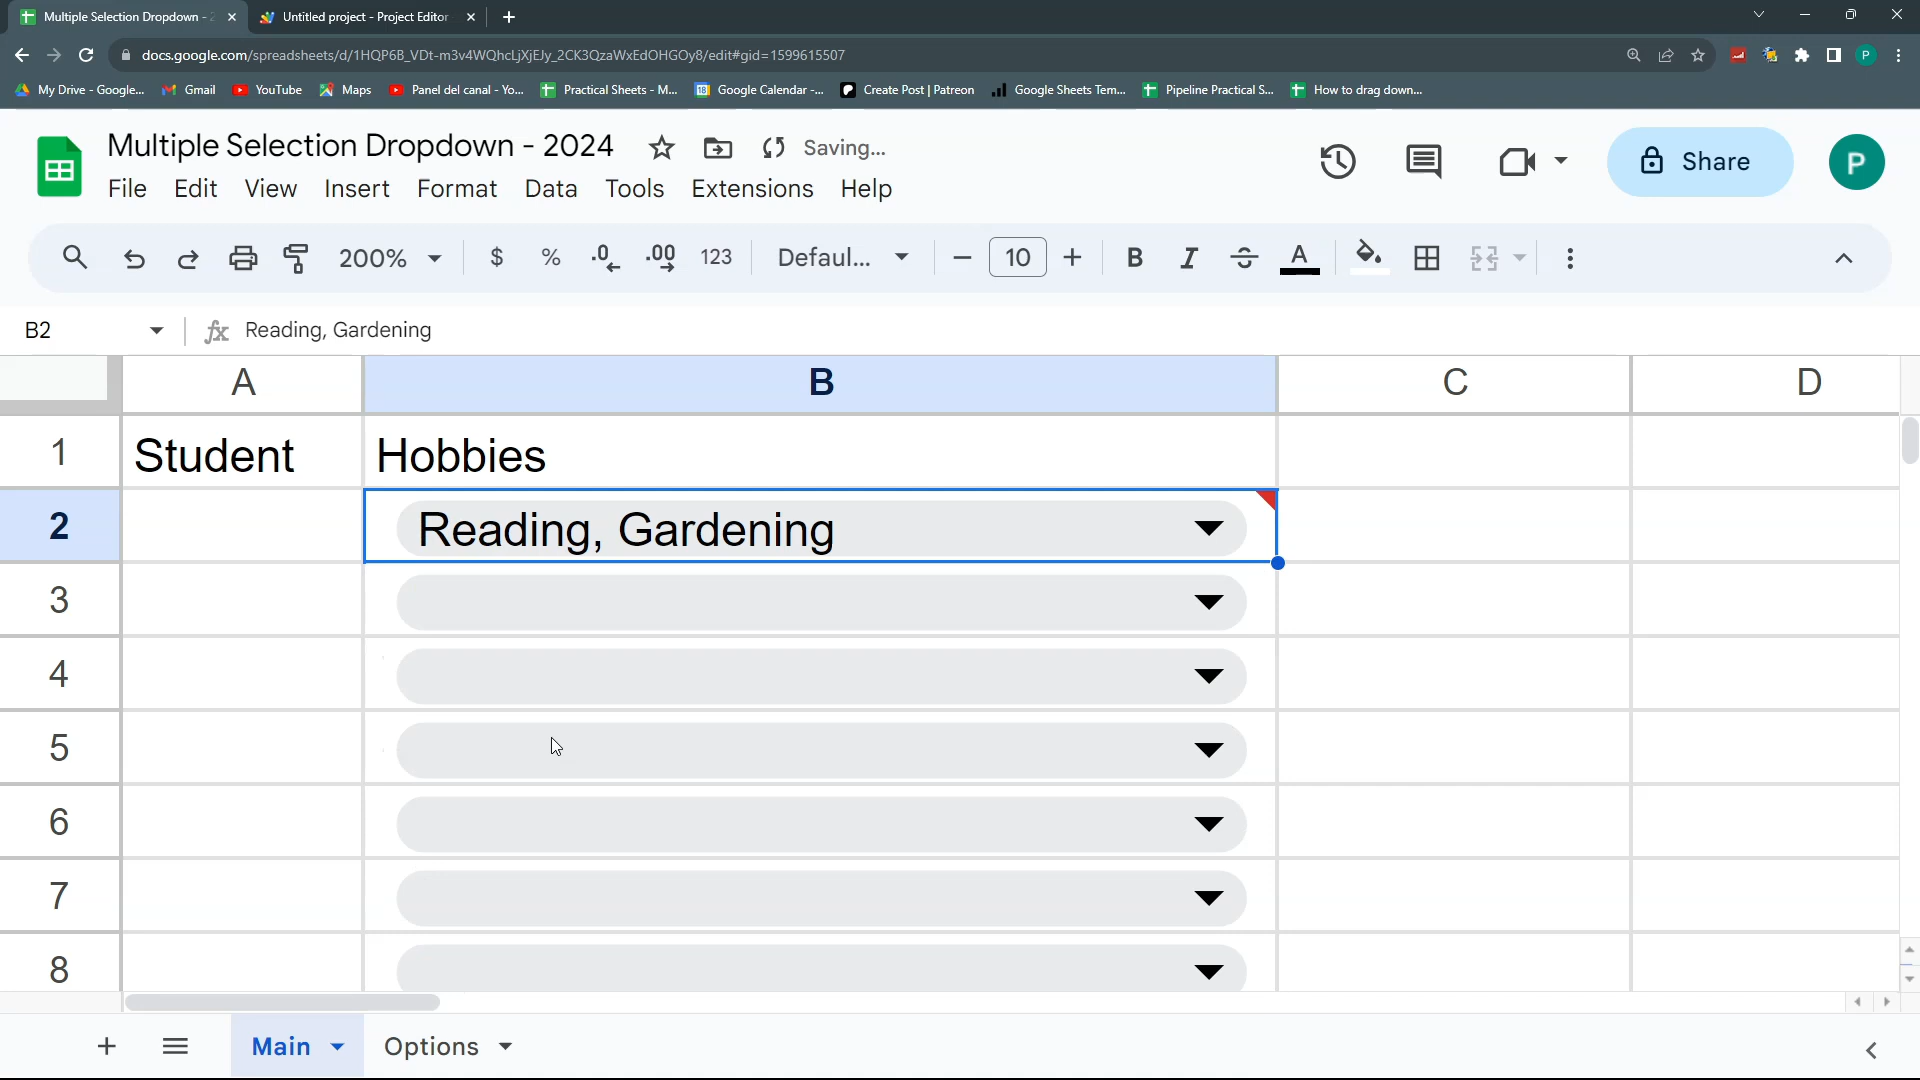 Multiple Selection Dropdown - 2
Untitled project - Project Editor
docs.google.com/spreadsheets/d/1HQP6B_VDt-m3v4WQhcLjXjEJy_2CK3QzaWxEdOHGOy8/edit#gid=1599615507
P
My Drive - Google...
Gmail
YouTube
Maps
Panel del canal - Yo...
Practical Sheets - M...
Google Calendar -...
Create Post | Patreon
Google Sheets Tem...
Pipeline Practical S...
How to drag down...
Multiple Selection Dropdown - 2024
Saving...
Share
P
File Edit View Insert Format Data Tools Extensions Help
200% $ % .0 .00 123 Defaul... 10 B I S A
B2 fx Reading, Gardening
A B C D
1 Student Hobbies
2 Reading, Gardening
3
4
5
6
7
8
Main Options